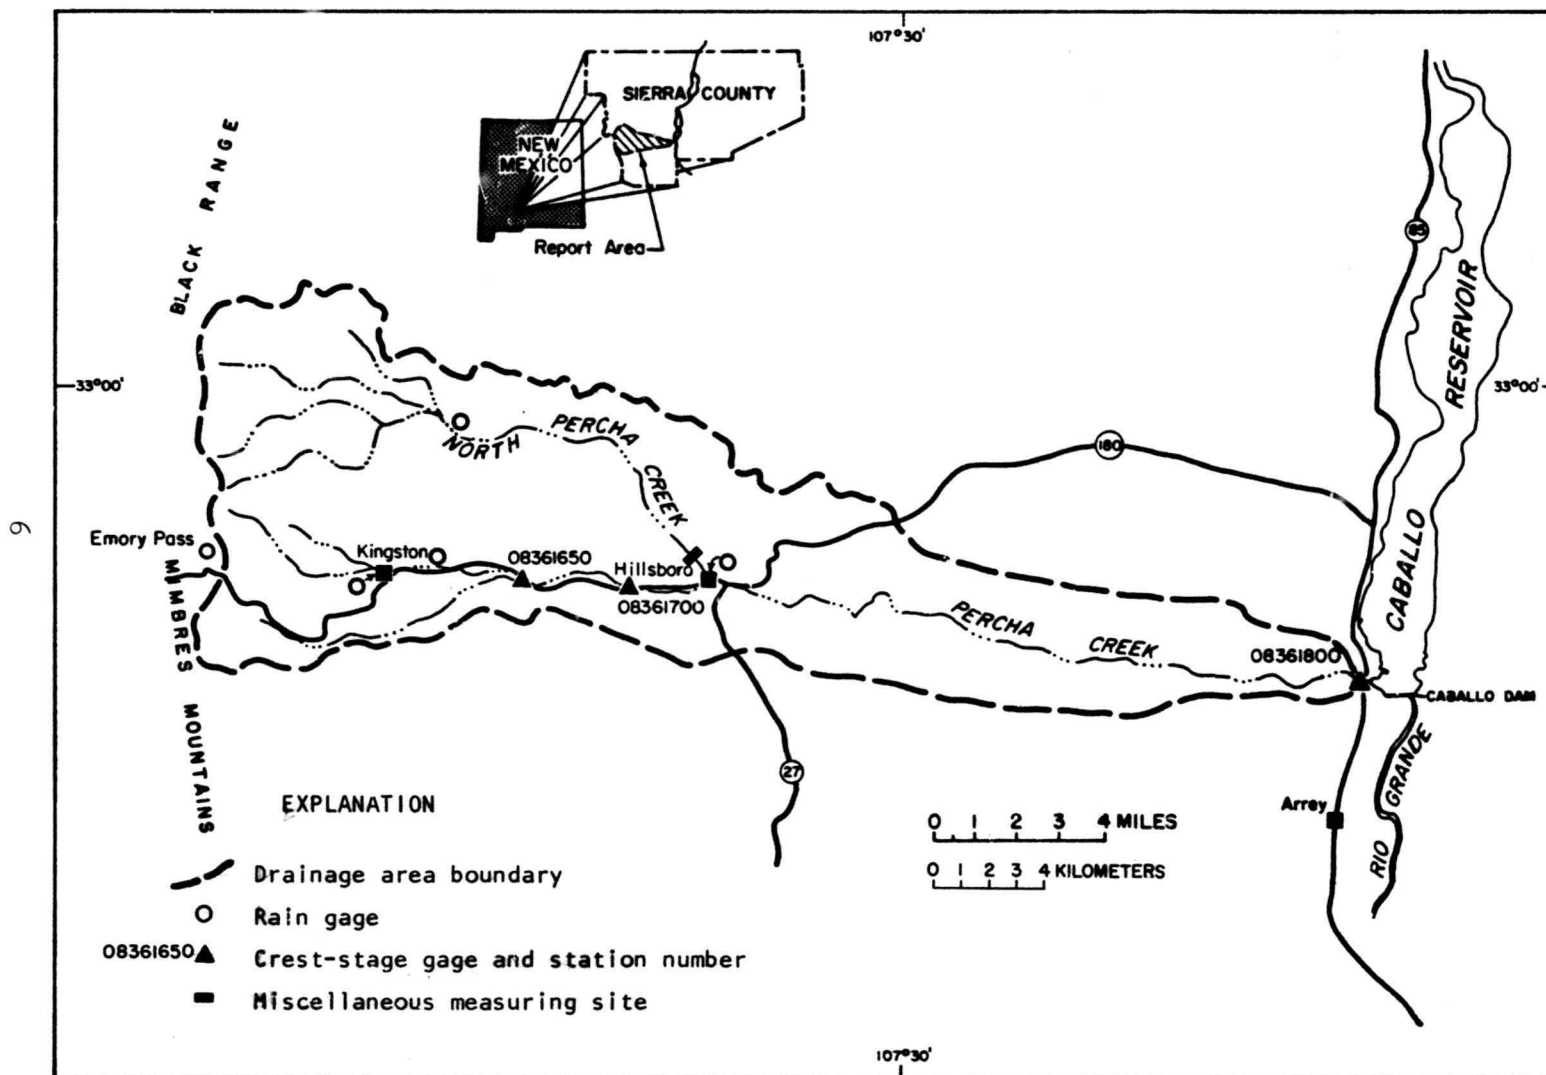 107°30'
SIERRA COUNTY
NEW
MEXICO
Report Area
BLACK RANGE
85
33°00'
33°00'
RESERVOIR
CABALLO
NORTH PERCHA CREEK
180
Emory Pass
Kingston
08361650
Hillsboro
08361700
PERCHA CREEK
08361800
CABALLO DAM
MIMBRES MOUNTAINS
27
RIO GRANDE
Arrey
6
EXPLANATION
Drainage area boundary
Rain gage
08361650 Crest-stage gage and station number
Miscellaneous measuring site
0 1 2 3 4 MILES
0 1 2 3 4 KILOMETERS
107°30'